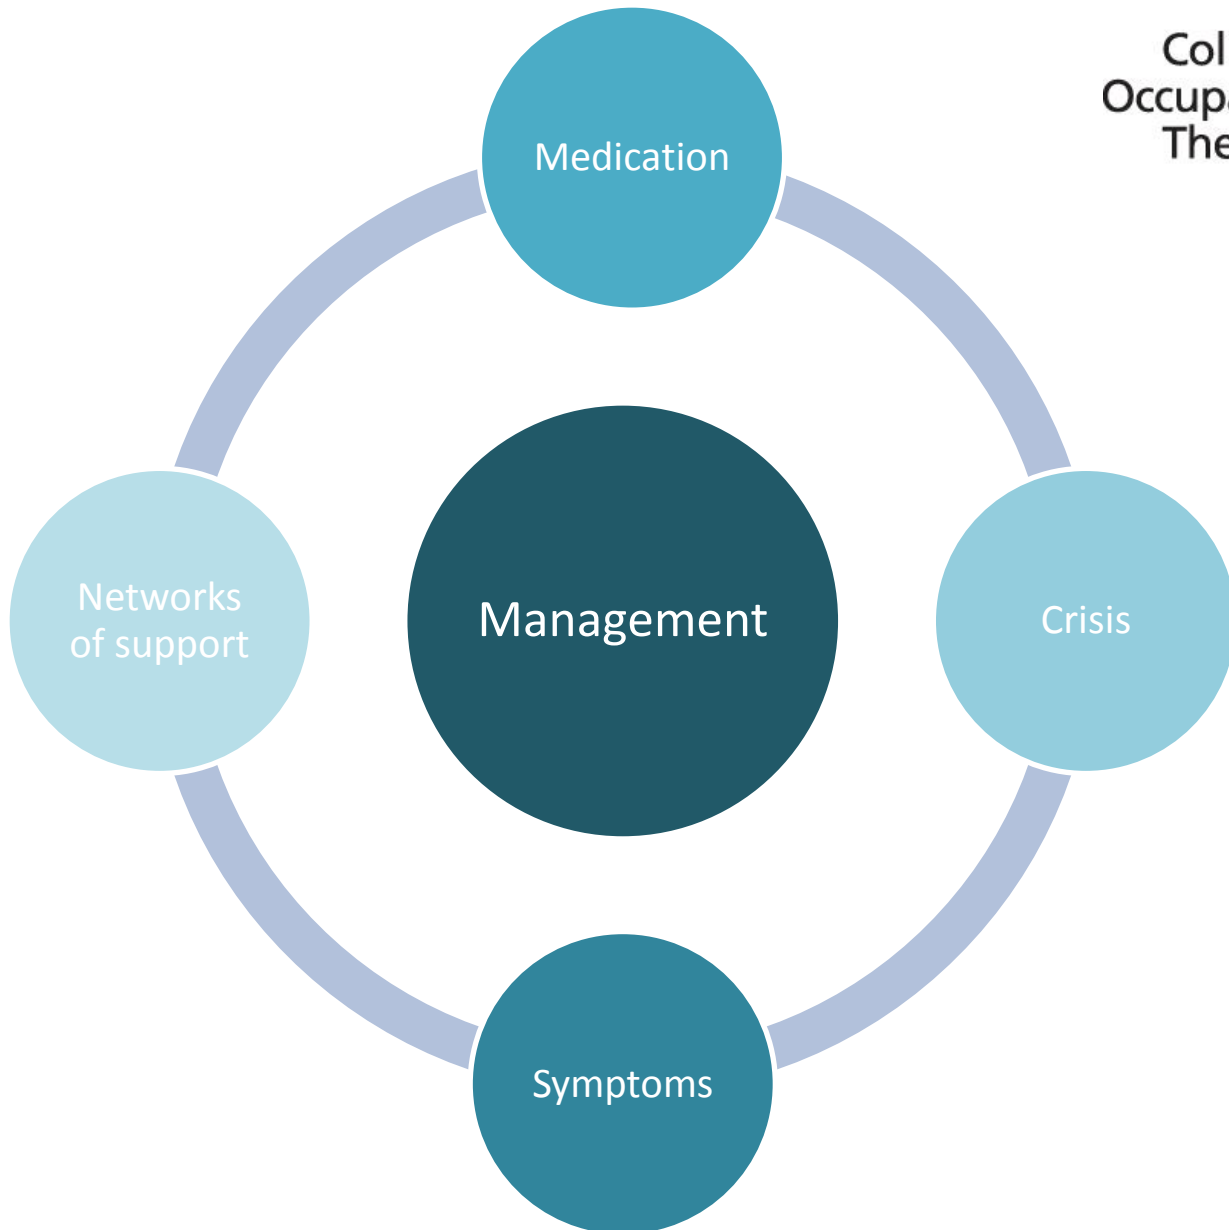 Col
Occupa
The
Medication
Networks
of support
Management
Crisis
Symptoms